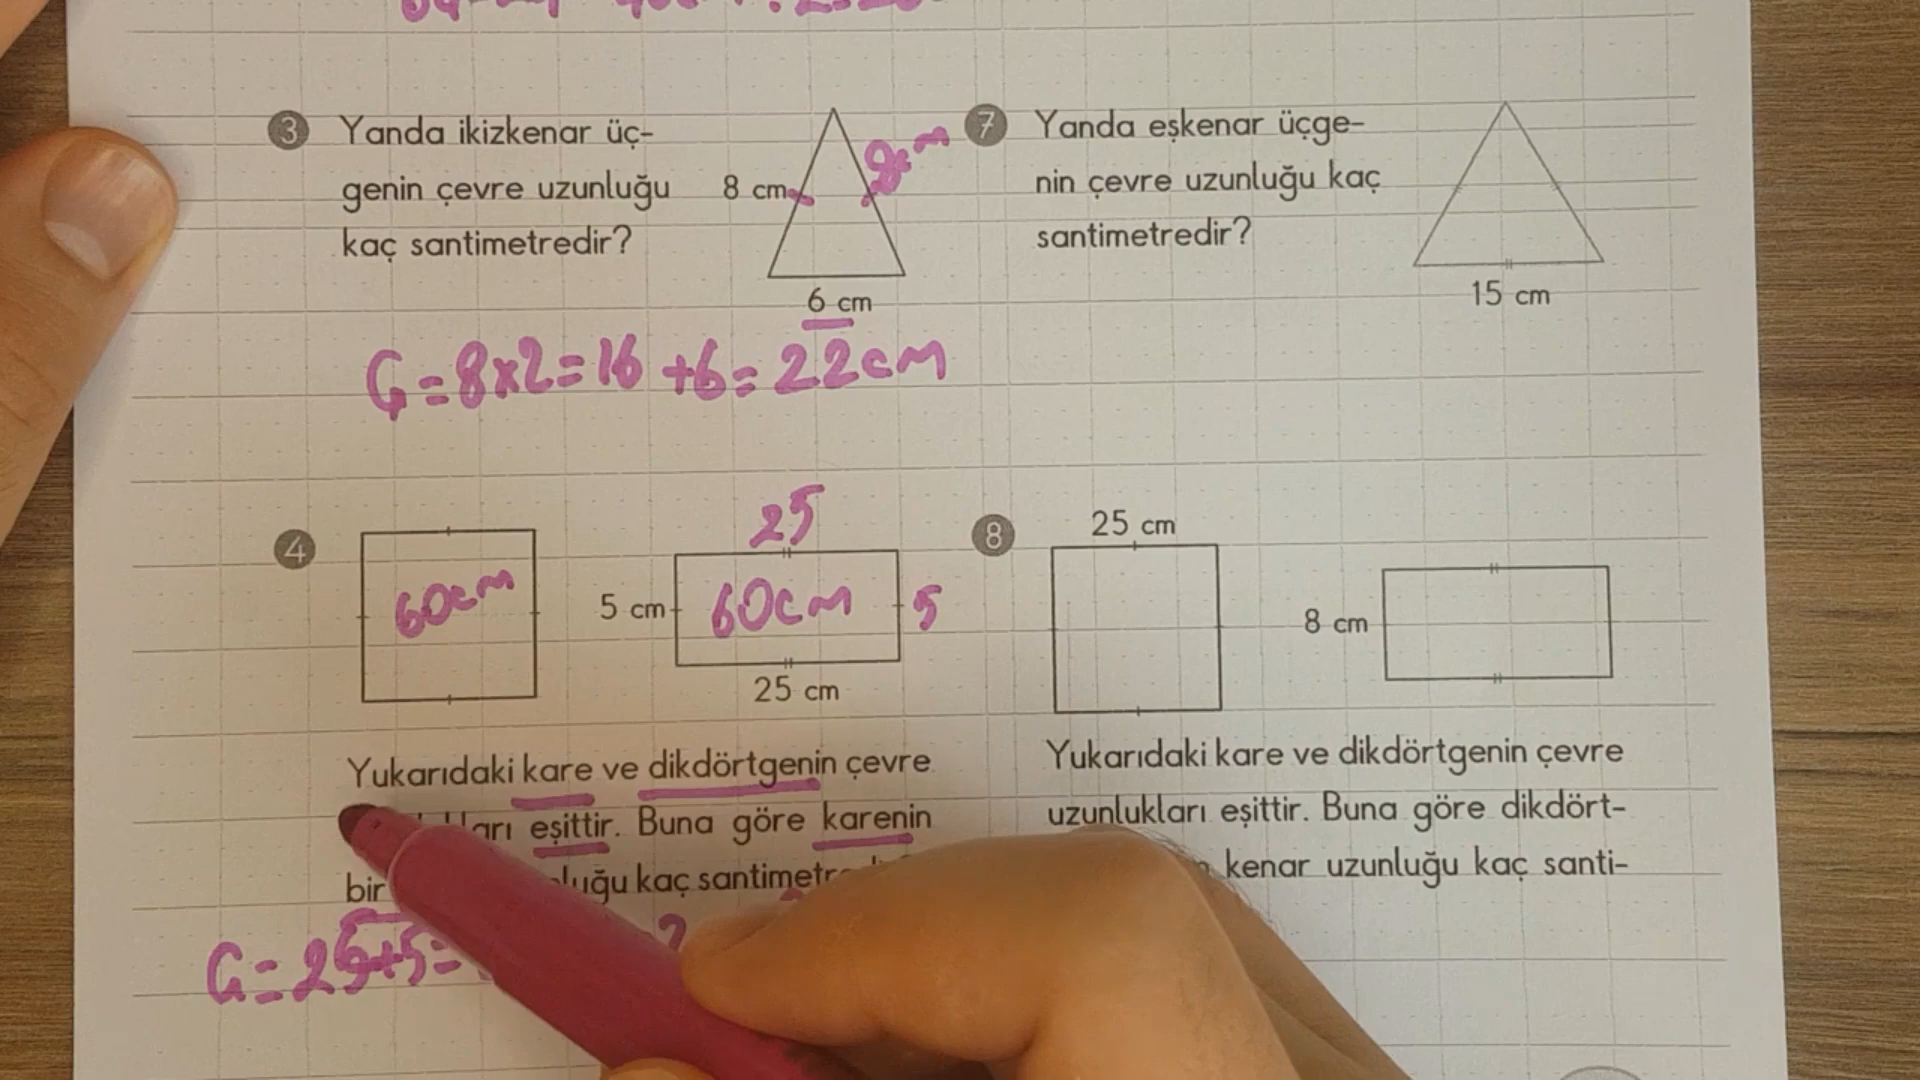 3 Yanda ikizkenar üç-
genin çevre uzunluğu
kaç santimetredir?
8 cm
8cm
6 cm
Ç=8x2=16 +6=22cm
7 Yanda eşkenar üçge-
nin çevre uzunluğu kaç
santimetredir?
15 cm
4
60cm
25
5 cm
60cm
5
25 cm
Yukarıdaki kare ve dikdörtgenin çevre
eşittir. Buna göre karenin
bir kaç
Ç=25+5=
8
25 cm
8 cm
Yukarıdaki kare ve dikdörtgenin çevre
uzunlukları eşittir. Buna göre dikdört-
kenar uzunluğu kaç santi-